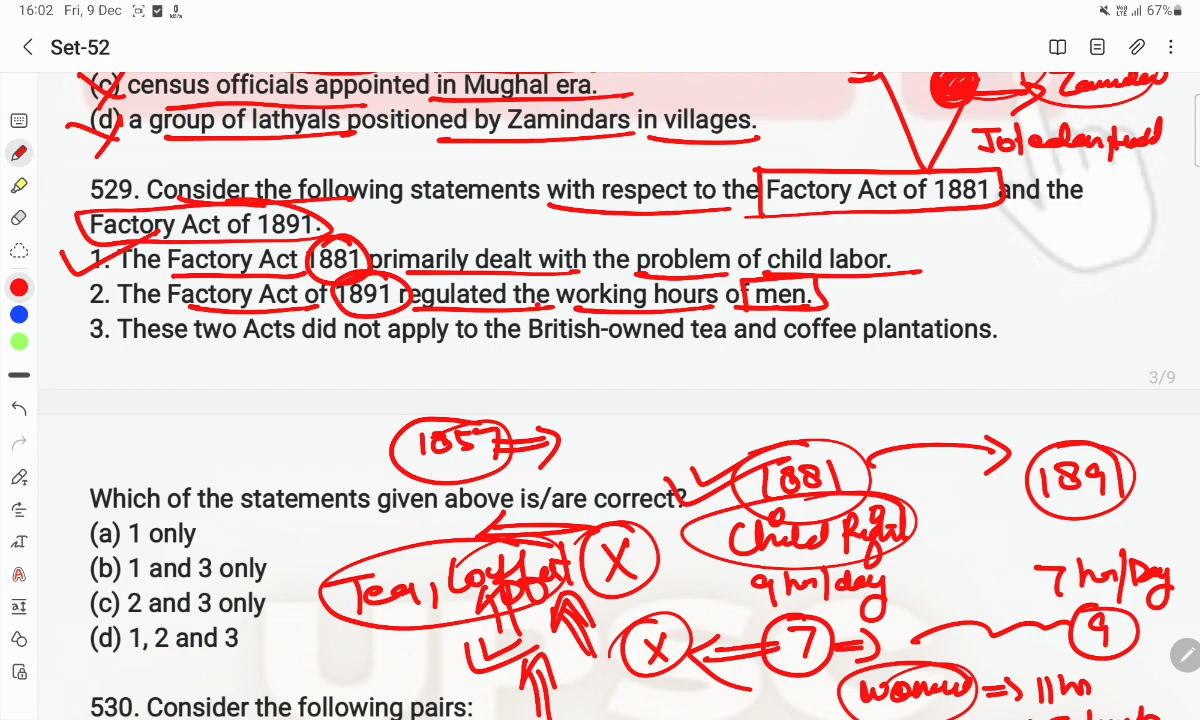 16:02 Fri, 9 Dec 0 KB/s 67%
Set-52
(c) census officials appointed in Mughal era.
Zamindar
(d) a group of lathyals positioned by Zamindars in villages.
529. Consider the following statements with respect to the Factory Act of 1881 and the
Factory Act of 1891.
1. The Factory Act 1881 primarily dealt with the problem of child labor.
2. The Factory Act of 1891 regulated the working hours of men.
3. These two Acts did not apply to the British-owned tea and coffee plantations.
3/9
1857
1881
1891
Which of the statements given above is/are correct?
Child Right
(a) 1 only
X
(b) 1 and 3 only
Tea,
9 hr/day
7 hr/Day
(c) 2 and 3 only
9
(d) 1, 2 and 3
X
7
women => 11 hr
530. Consider the following pairs: